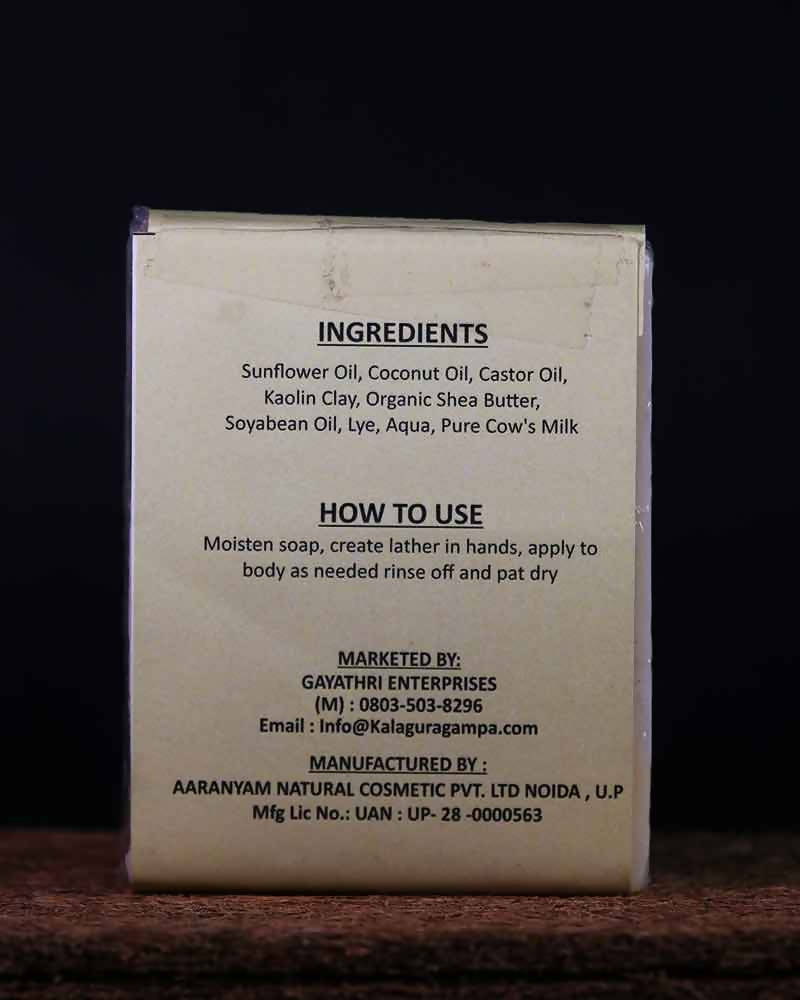 INGREDIENTS
Sunflower Oil, Coconut Oil, Castor Oil,
Kaolin Clay, Organic Shea Butter,
Soyabean Oil, Lye, Aqua, Pure Cow's Milk
HOW TO USE
Moisten soap, create lather in hands, apply to
body as needed rinse off and pat dry
MARKETED BY:
GAYATHRI ENTERPRISES
(M) : 0803-503-8296
Email : Info@Kalaguragampa.com
MANUFACTURED BY :
AARANYAM NATURAL COSMETIC PVT. LTD NOIDA , U.P
Mfg Lic No.: UAN : UP- 28 -0000563